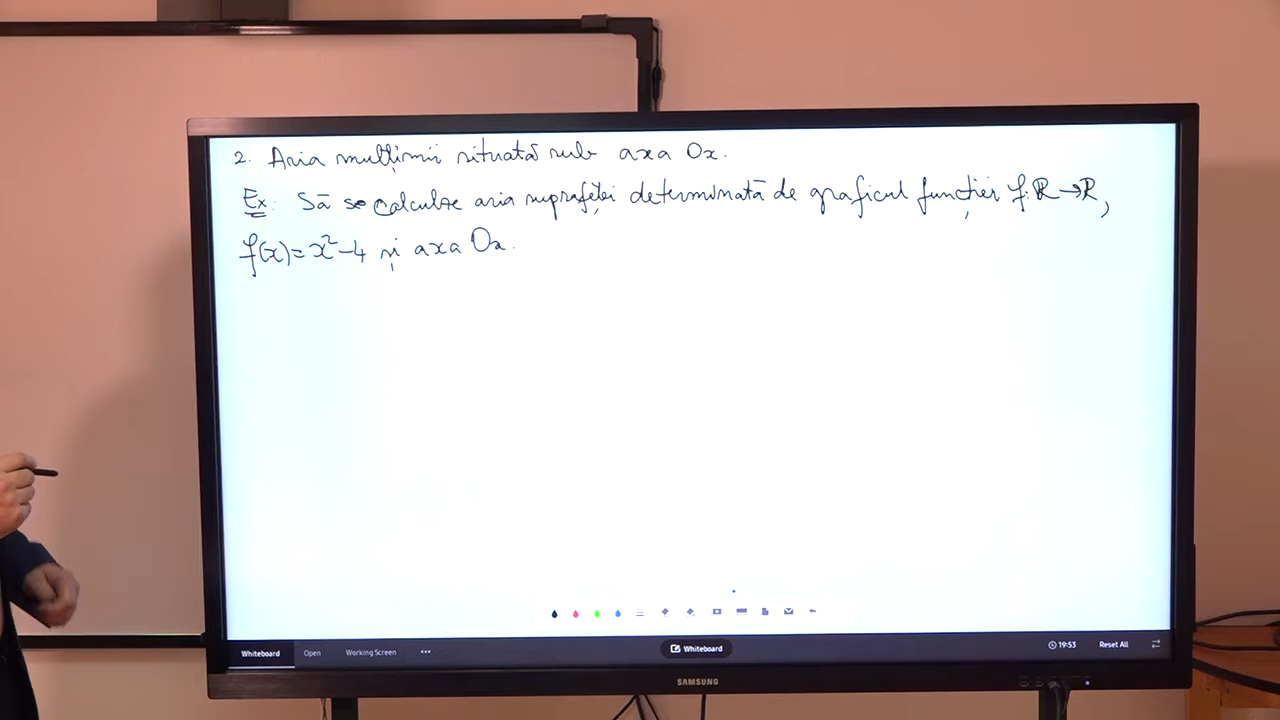 2. Aria mulțimii situată sub axa Ox.
Ex: Să se calculeze aria suprafeței determinată de graficul funcției f: ℝ → ℝ,
f(x) = x² - 4 și axa Ox.
Whiteboard Open Working Screen ••• Whiteboard 19:53 Reset All
SAMSUNG